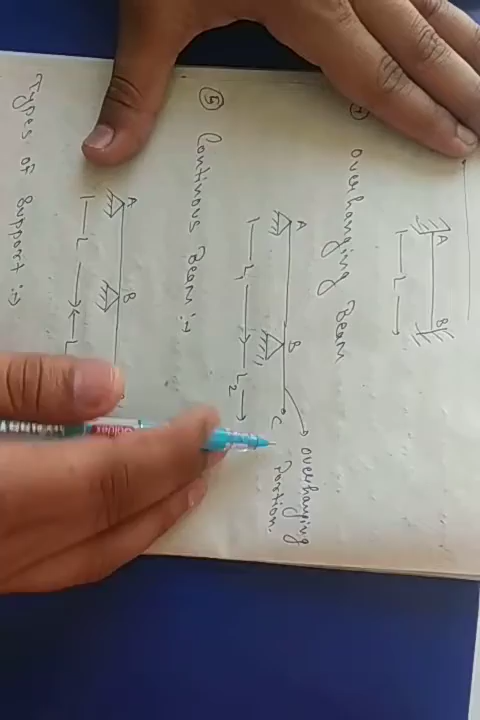 A B
L
overhanging Beam
A B C
L1 L2
overhanging
Portion.
⑤ Continuous Beam :→
A B
L L
Types of Support :→